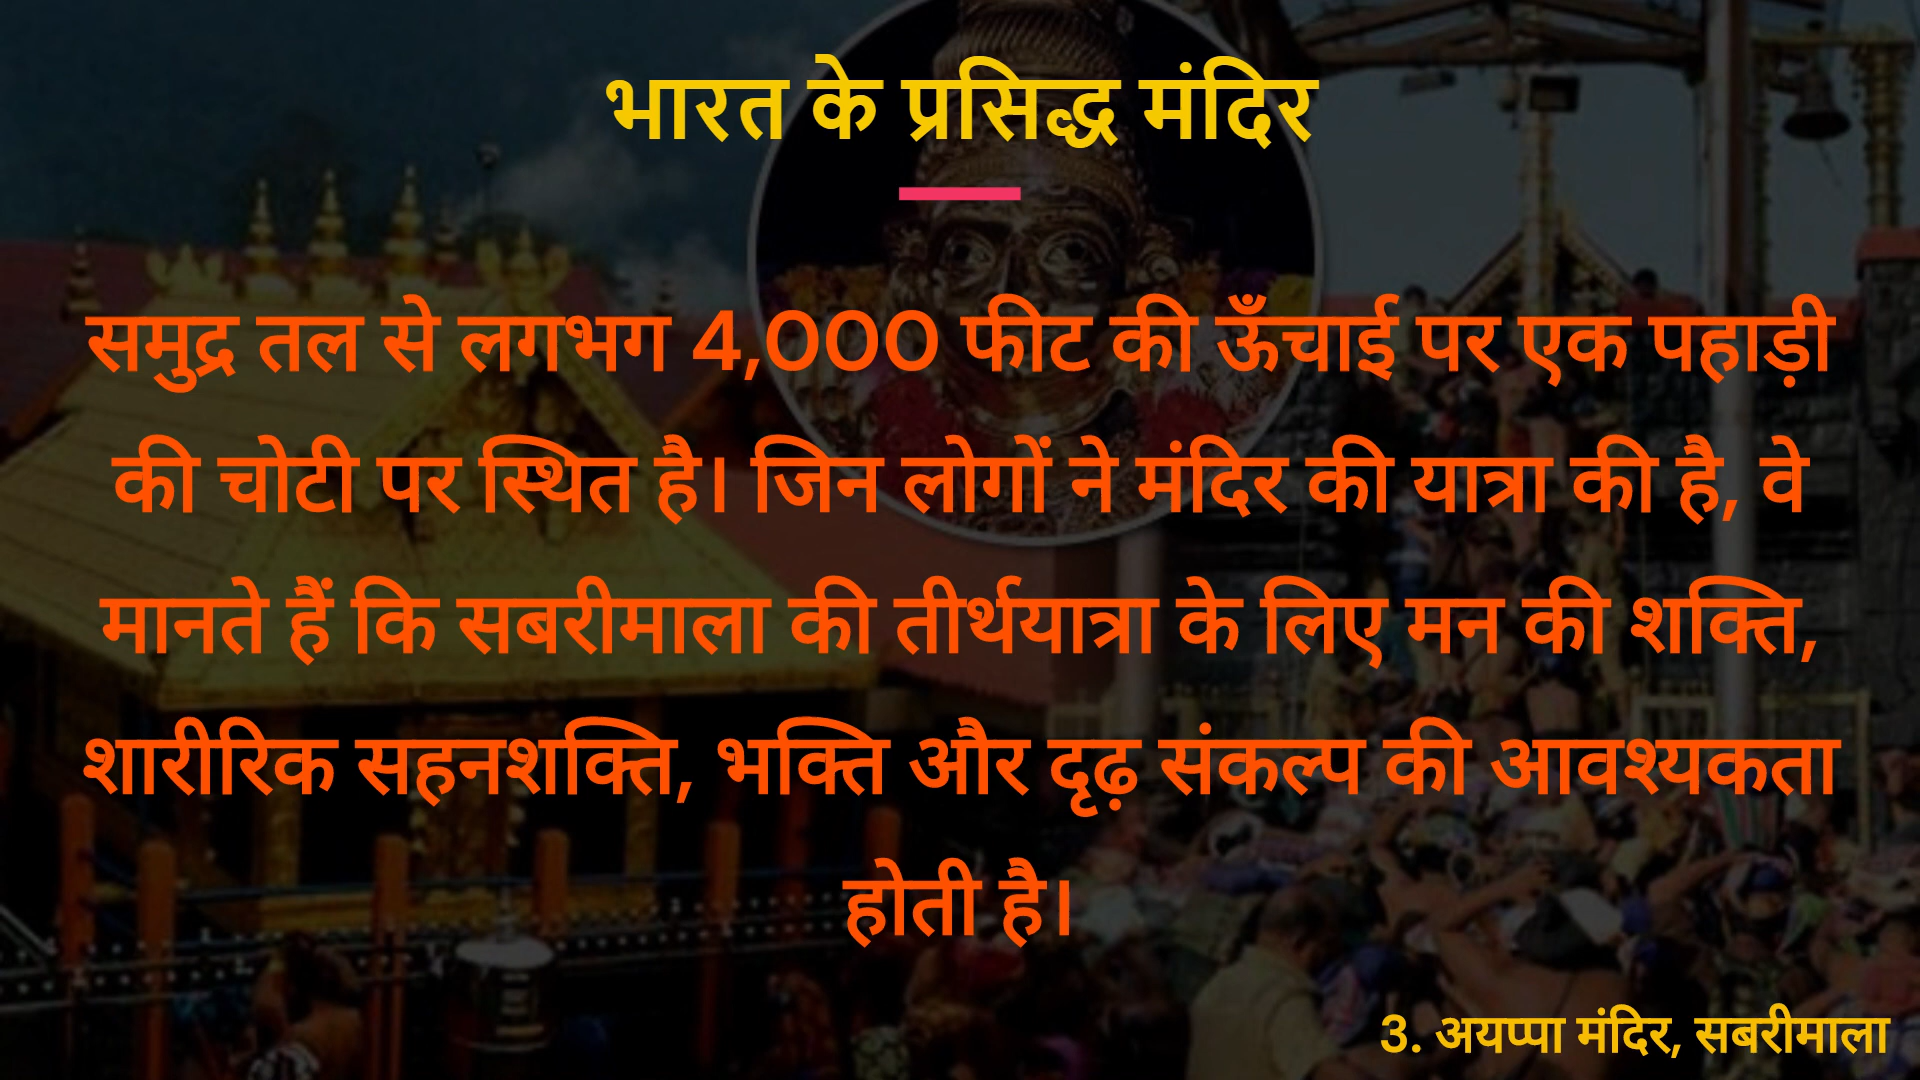 भारत के प्रसिद्ध मंदिर
समुद्र तल से लगभग 4,000 फीट की ऊँचाई पर एक पहाड़ी
की चोटी पर स्थित है। जिन लोगों ने मंदिर की यात्रा की है, वे
मानते हैं कि सबरीमाला की तीर्थयात्रा के लिए मन की शक्ति,
शारीरिक सहनशक्ति, भक्ति और दृढ़ संकल्प की आवश्यकता
होती है।
3. अयप्पा मंदिर, सबरीमाला